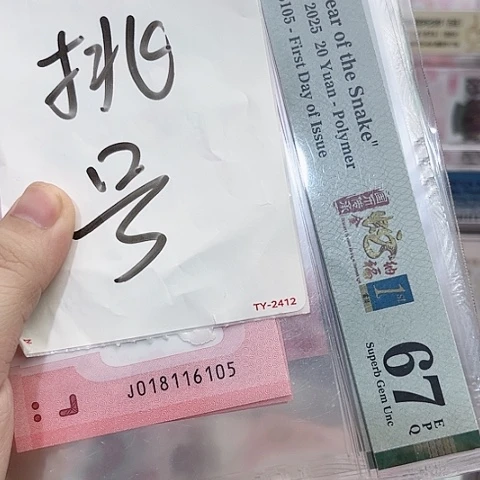 挑
号
TY-2412
J018116105
ear of the Snake"
2025 20 Yuan - Polymer
105 - First Day of Issue
1st
67
EPQ
Superb Gem Unc